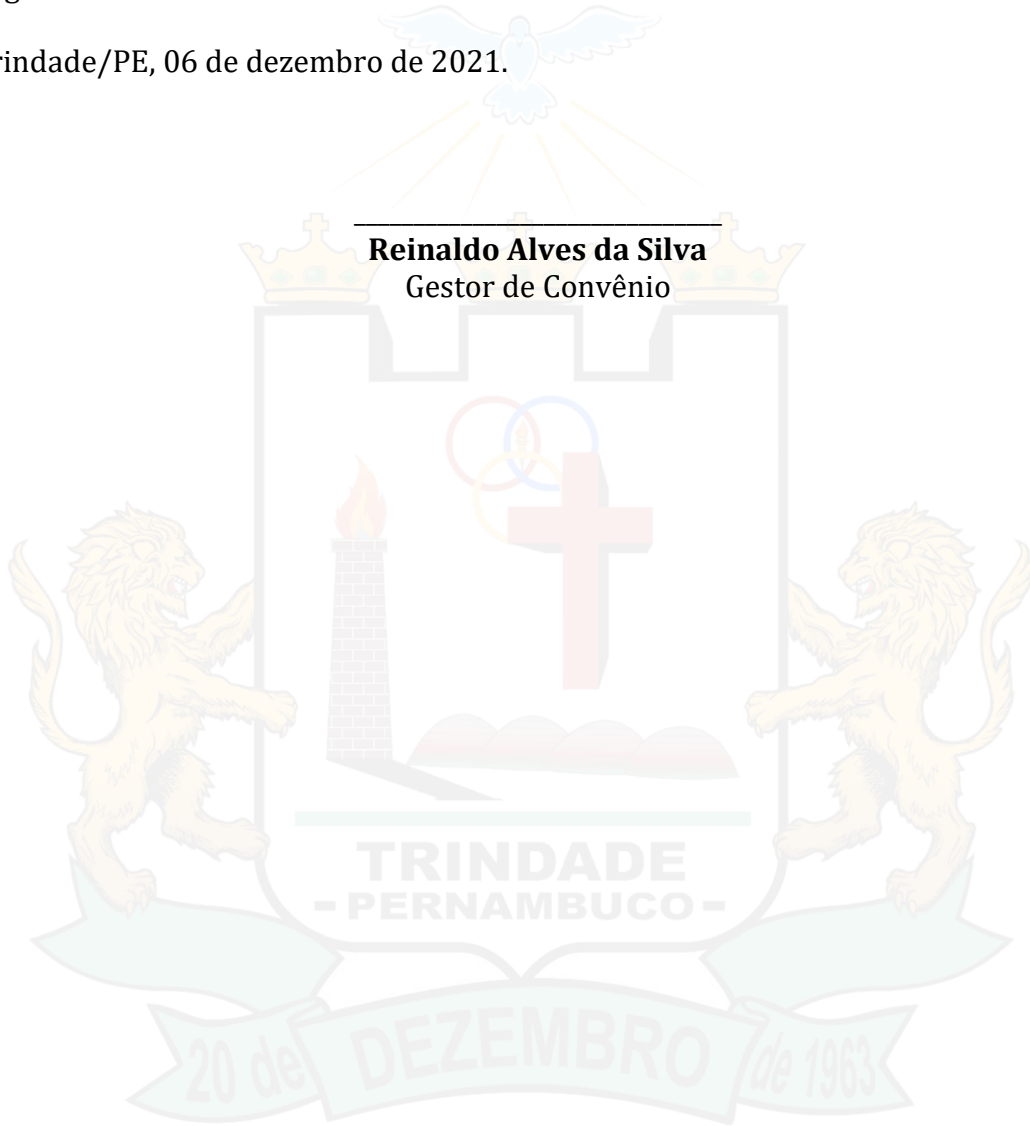 rindade/PE, 06 de dezembro de 2021.
Reinaldo Alves da Silva
Gestor de Convênio
TRINDADE
-PERNAMBUCO-
20 de DEZEMBRO de 1963